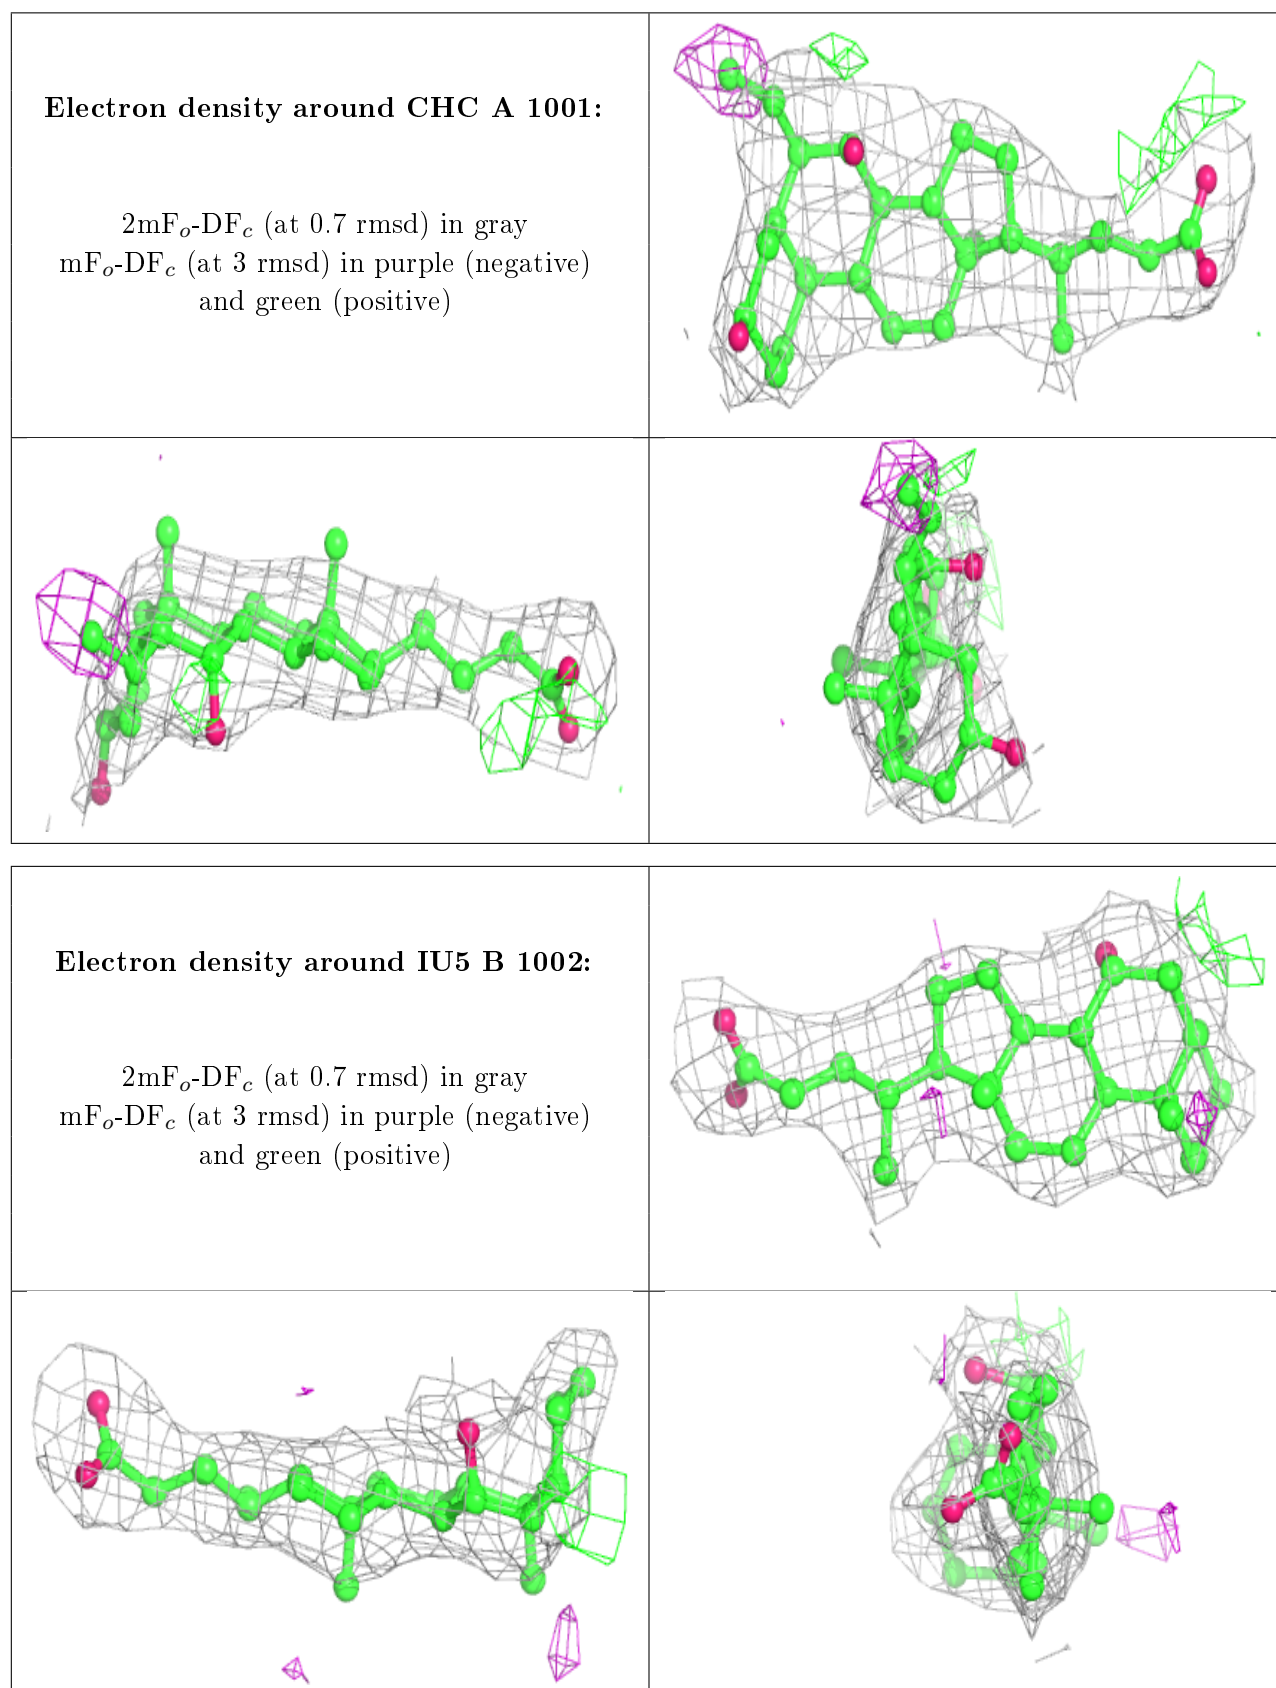 Electron density around CHC A 1001:
2mFo-DFc (at 0.7 rmsd) in gray
mFo-DFc (at 3 rmsd) in purple (negative)
and green (positive)
Electron density around IU5 B 1002:
2mFo-DFc (at 0.7 rmsd) in gray
mFo-DFc (at 3 rmsd) in purple (negative)
and green (positive)